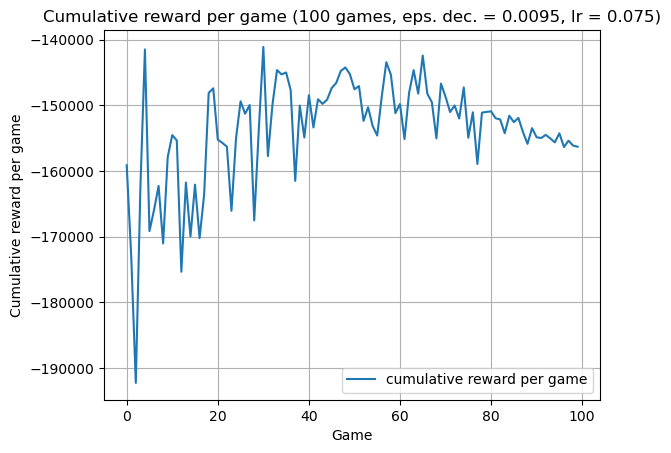 Cumulative reward per game (100 games, eps. dec. = 0.0095, lr = 0.075)
−140000
−150000
−160000
−170000
−180000
−190000
Cumulative reward per game
cumulative reward per game
0 20 40 60 80 100
Game